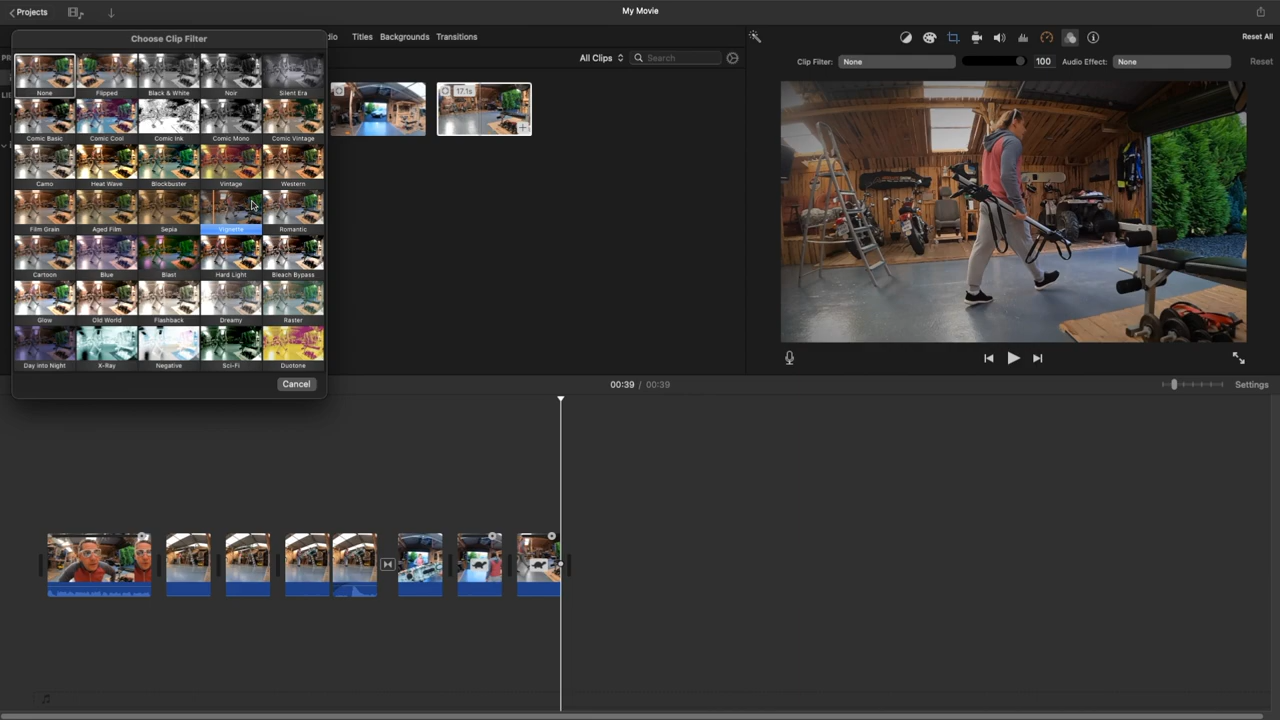 Projects
My Movie
Choose Clip Filter
dio
Titles
Backgrounds
Transitions
Reset All
PR
All Clips
Search
Clip Filter:
None
100
Audio Effect:
None
Reset
None
Flipped
Black & White
Noir
Silent Era
17.1s
LI
Comic Basic
Comic Cool
Comic Ink
Comic Mono
Comic Vintage
Camo
Heat Wave
Blockbuster
Vintage
Western
Film Grain
Aged Film
Sepia
Vignette
Romantic
Cartoon
Blue
Blast
Hard Light
Bleach Bypass
Glow
Old World
Flashback
Dreamy
Raster
Day into Night
X-Ray
Negative
Sci-Fi
Duotone
Cancel
00:39 / 00:39
Settings